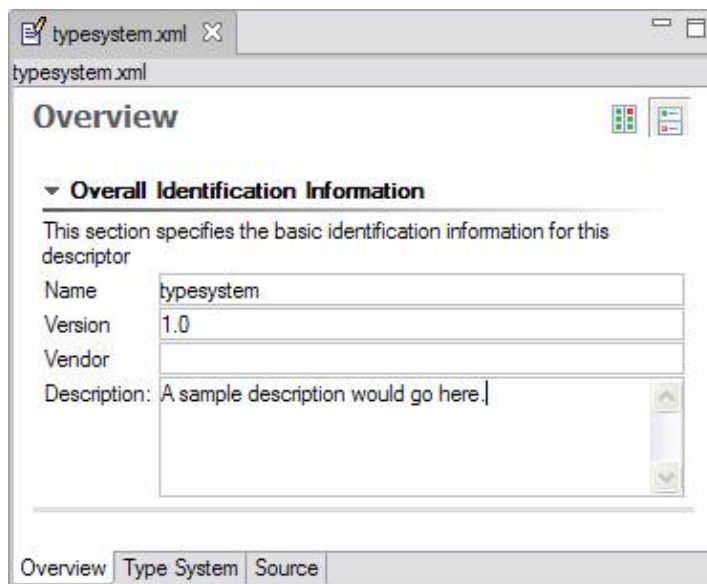 typesystem.xml
typesystem.xml
Overview
Overall Identification Information
This section specifies the basic identification information for this
descriptor
Name typesystem
Version 1.0
Vendor
Description: A sample description would go here.
Overview Type System Source